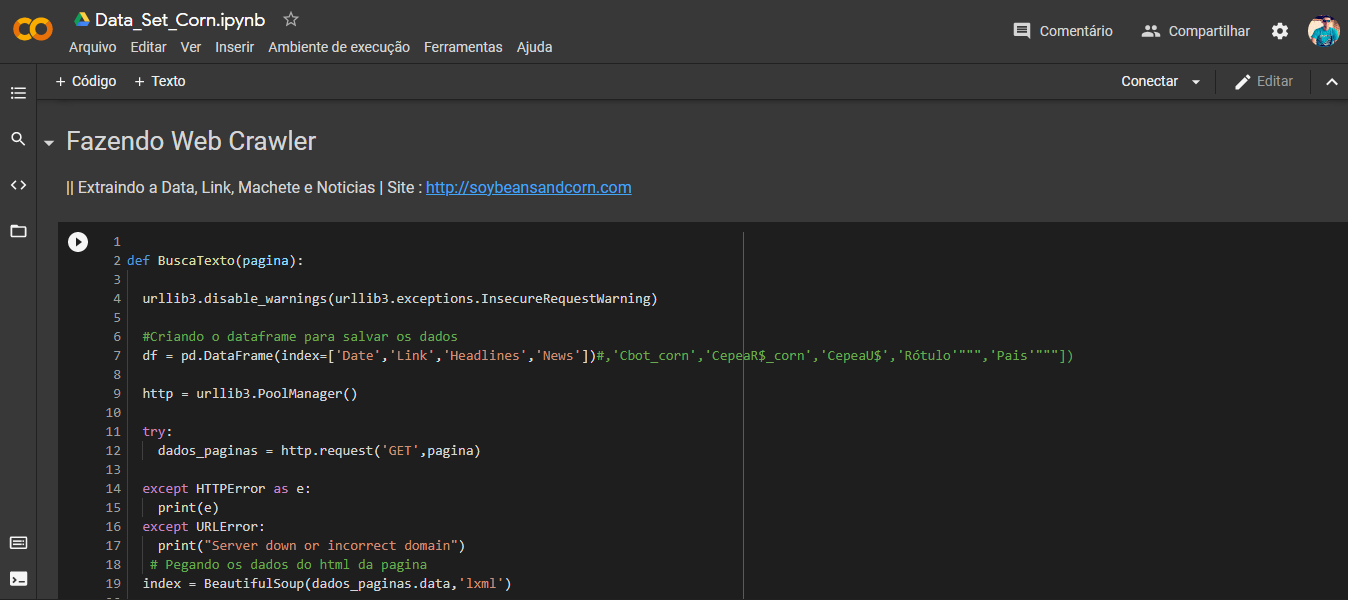 Data_Set_Corn.ipynb
Arquivo Editar Ver Inserir Ambiente de execução Ferramentas Ajuda
Comentário Compartilhar
+ Código + Texto
Conectar Editar
Fazendo Web Crawler
|| Extraindo a Data, Link, Machete e Noticias | Site : http://soybeansandcorn.com
1
2 def BuscaTexto(pagina):
3
4 urllib3.disable_warnings(urllib3.exceptions.InsecureRequestWarning)
5
6 #Criando o dataframe para salvar os dados
7 df = pd.DataFrame(index=['Date','Link','Headlines','News'])#,'Cbot_corn','CepeaR$_corn','CepeaU$','Rótulo'""",'Pais'"""])
8
9 http = urllib3.PoolManager()
10
11 try:
12 dados_paginas = http.request('GET',pagina)
13
14 except HTTPError as e:
15 print(e)
16 except URLError:
17 print("Server down or incorrect domain")
18 # Pegando os dados do html da pagina
19 index = BeautifulSoup(dados_paginas.data,'lxml')